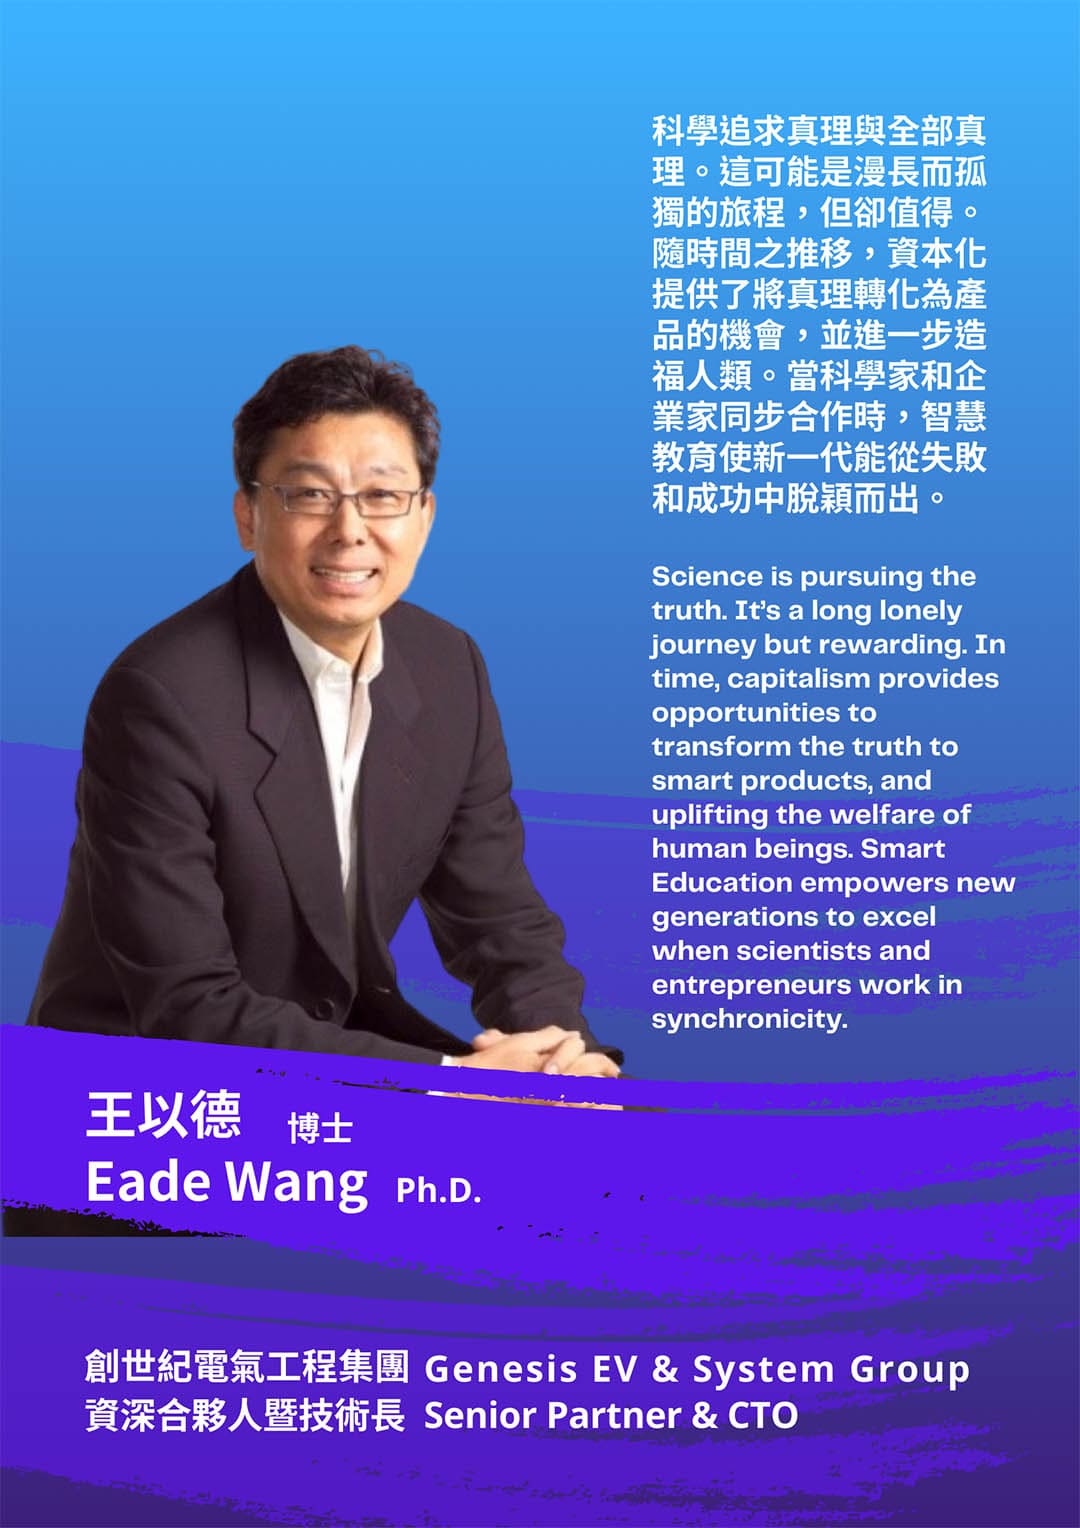 科學追求真理與全部真
理。這可能是漫長而孤
獨的旅程，但卻值得。
隨時間之推移，資本化
提供了將真理轉化為產
品的機會，並進一步造
福人類。當科學家和企
業家同步合作時，智慧
教育使新一代能從失敗
和成功中脫穎而出。
Science is pursuing the
truth. It’s a long lonely
journey but rewarding. In
time, capitalism provides
opportunities to
transform the truth to
smart products, and
uplifting the welfare of
human beings. Smart
Education empowers new
generations to excel
when scientists and
entrepreneurs work in
synchronicity.
王以德 博士
Eade Wang Ph.D.
創世紀電氣工程集團 Genesis EV & System Group
資深合夥人暨技術長 Senior Partner & CTO